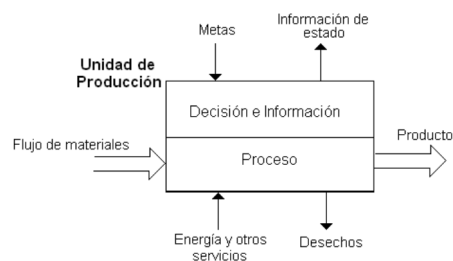 Metas
Información de
estado
Unidad de
Producción
Decisión e Información
Flujo de materiales
Proceso
Producto
Energía y otros
servicios
Desechos